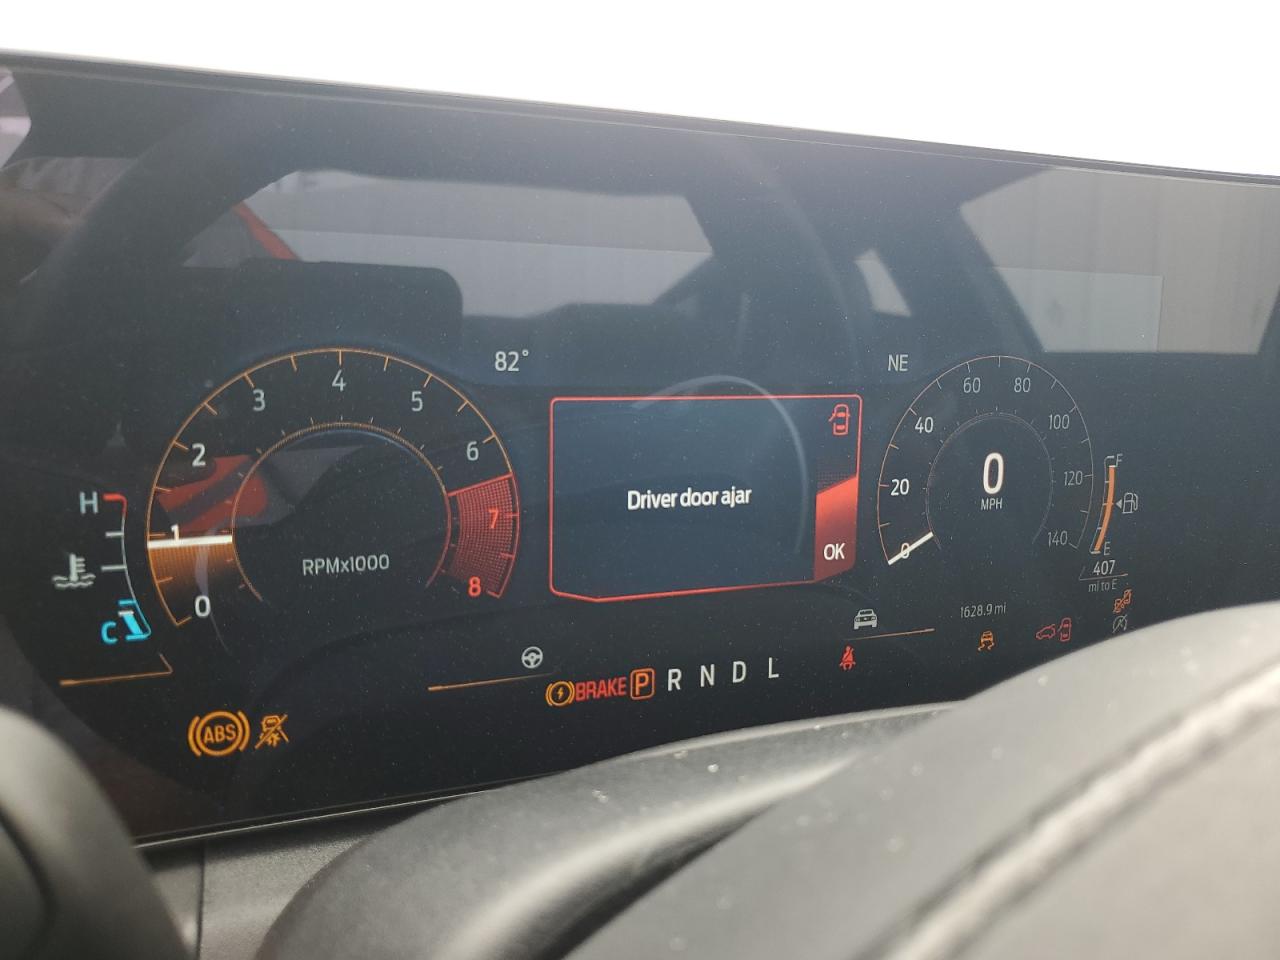 82°
NE
4
3
5
2
6
1
7
0
8
RPMx1000
H
C
Driver door ajar
OK
60
80
40
100
20
120
0
140
0
MPH
F
E
407
mi to E
1628.9 mi
BRAKE P R N D L
ABS